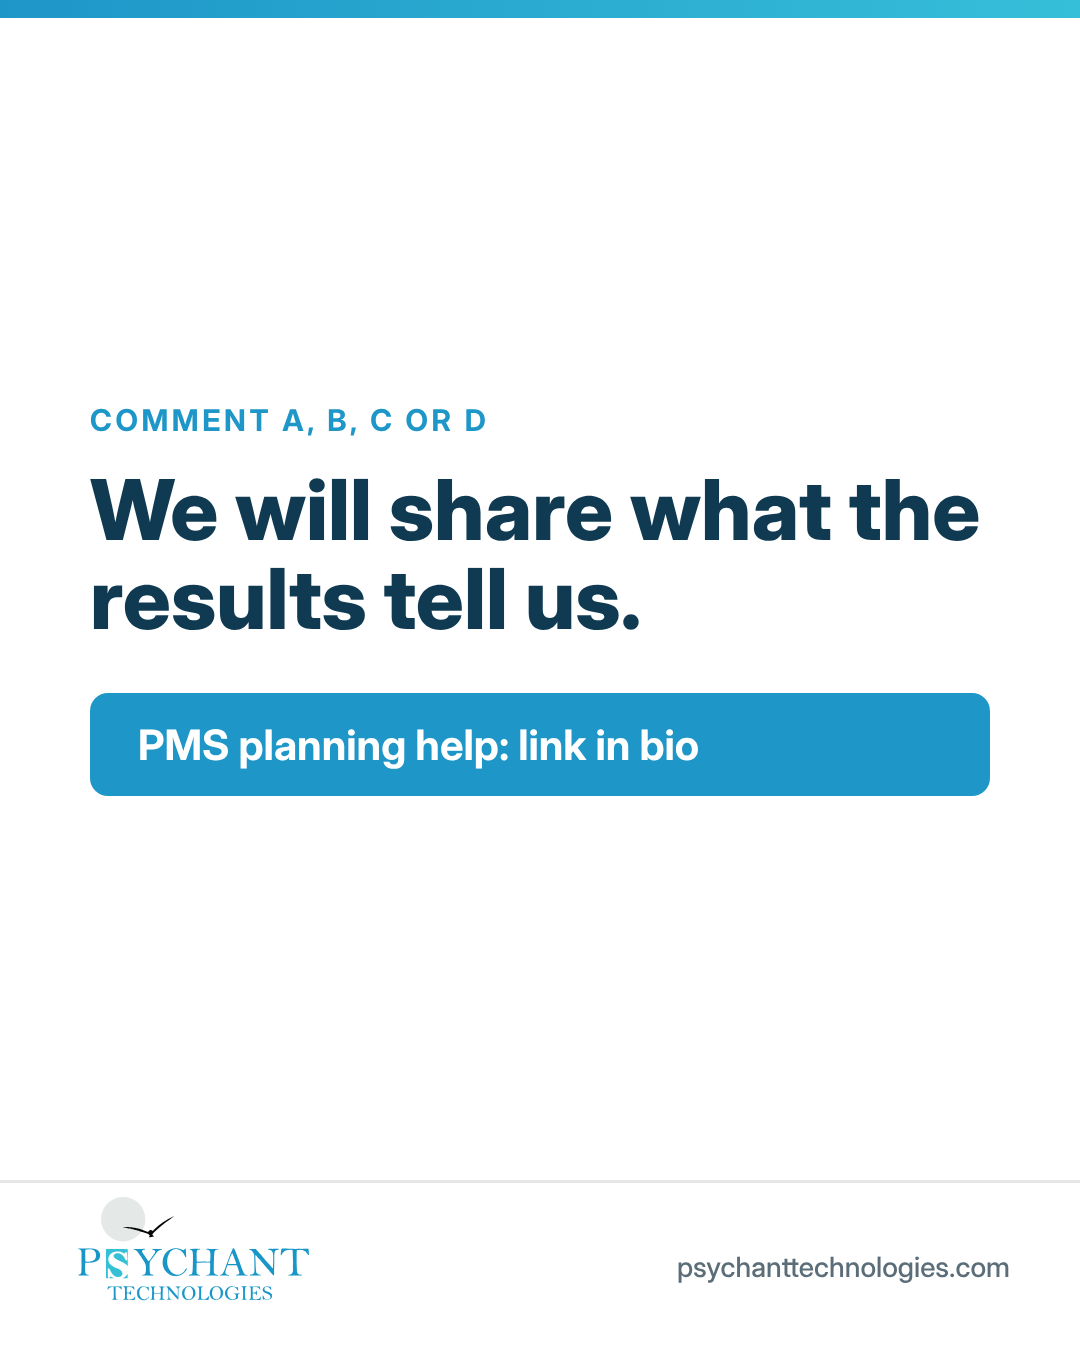 COMMENT A, B, C OR D
We will share what the
results tell us.
PMS planning help: link in bio
PSYCHANT
TECHNOLOGIES
psychanttechnologies.com